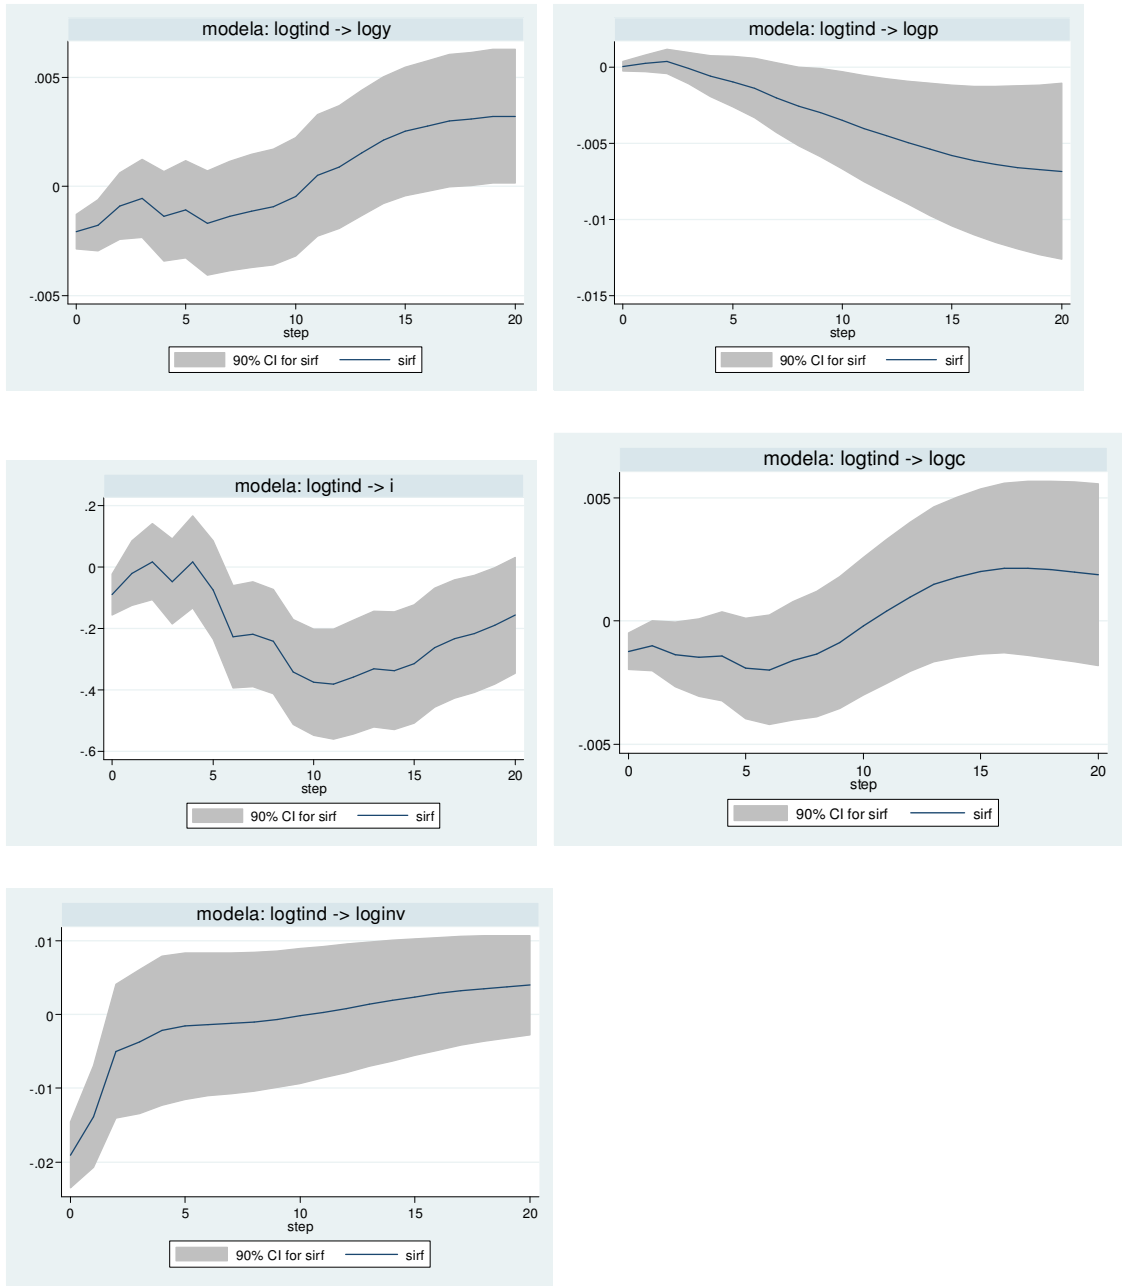 modela: logtind -> logy
.005
0
-.005
0 5 10 15 20
step
90% CI for sirf sirf
modela: logtind -> logp
0
-.005
-.01
-.015
0 5 10 15 20
step
90% CI for sirf sirf
modela: logtind -> i
.2
0
-.2
-.4
-.6
0 5 10 15 20
step
90% CI for sirf sirf
modela: logtind -> logc
.005
0
-.005
0 5 10 15 20
step
90% CI for sirf sirf
modela: logtind -> loginv
.01
0
-.01
-.02
0 5 10 15 20
step
90% CI for sirf sirf